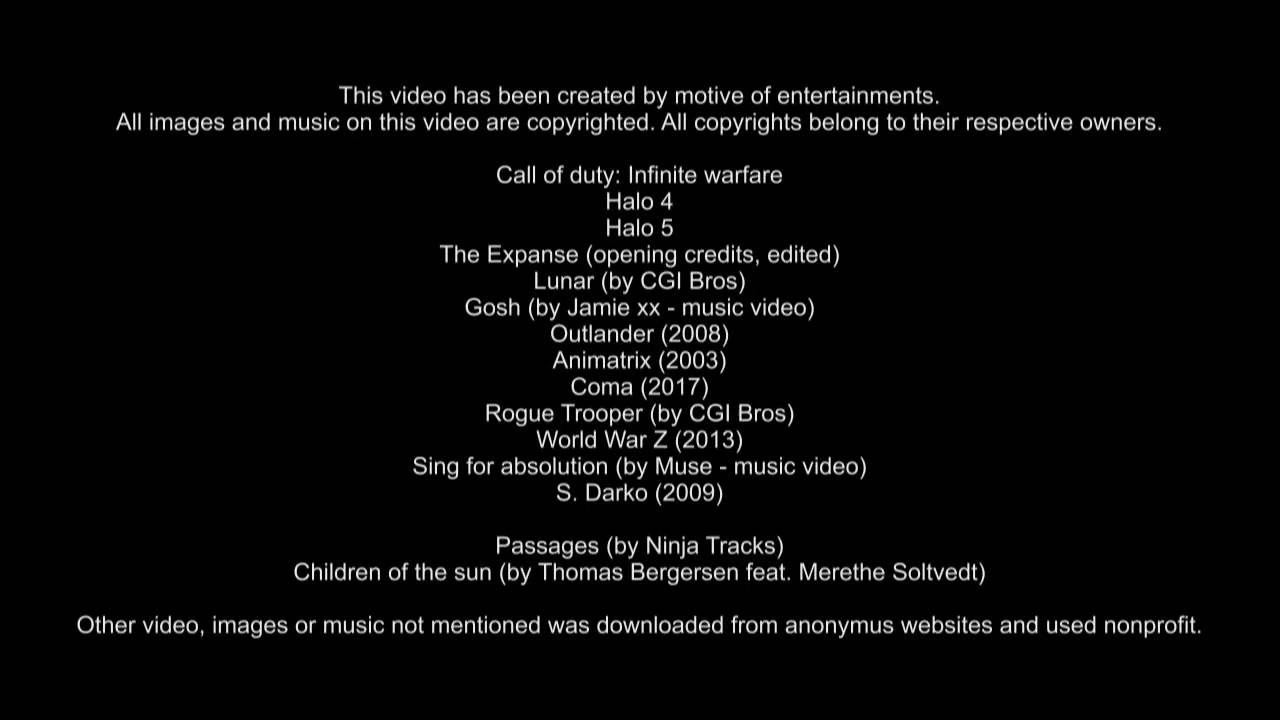 This video has been created by motive of entertainments.
All images and music on this video are copyrighted. All copyrights belong to their respective owners.
Call of duty: Infinite warfare
Halo 4
Halo 5
The Expanse (opening credits, edited)
Lunar (by CGI Bros)
Gosh (by Jamie xx - music video)
Outlander (2008)
Animatrix (2003)
Coma (2017)
Rogue Trooper (by CGI Bros)
World War Z (2013)
Sing for absolution (by Muse - music video)
S. Darko (2009)
Passages (by Ninja Tracks)
Children of the sun (by Thomas Bergersen feat. Merethe Soltvedt)
Other video, images or music not mentioned was downloaded from anonymus websites and used nonprofit.